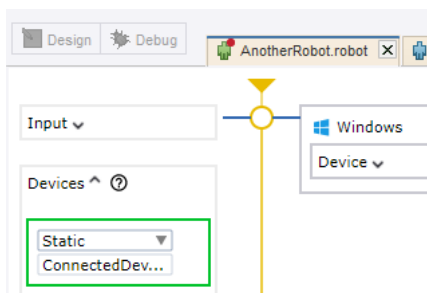 Design
Debug
AnotherRobot.robot
Input
Windows
Device
Devices
Static
ConnectedDev...